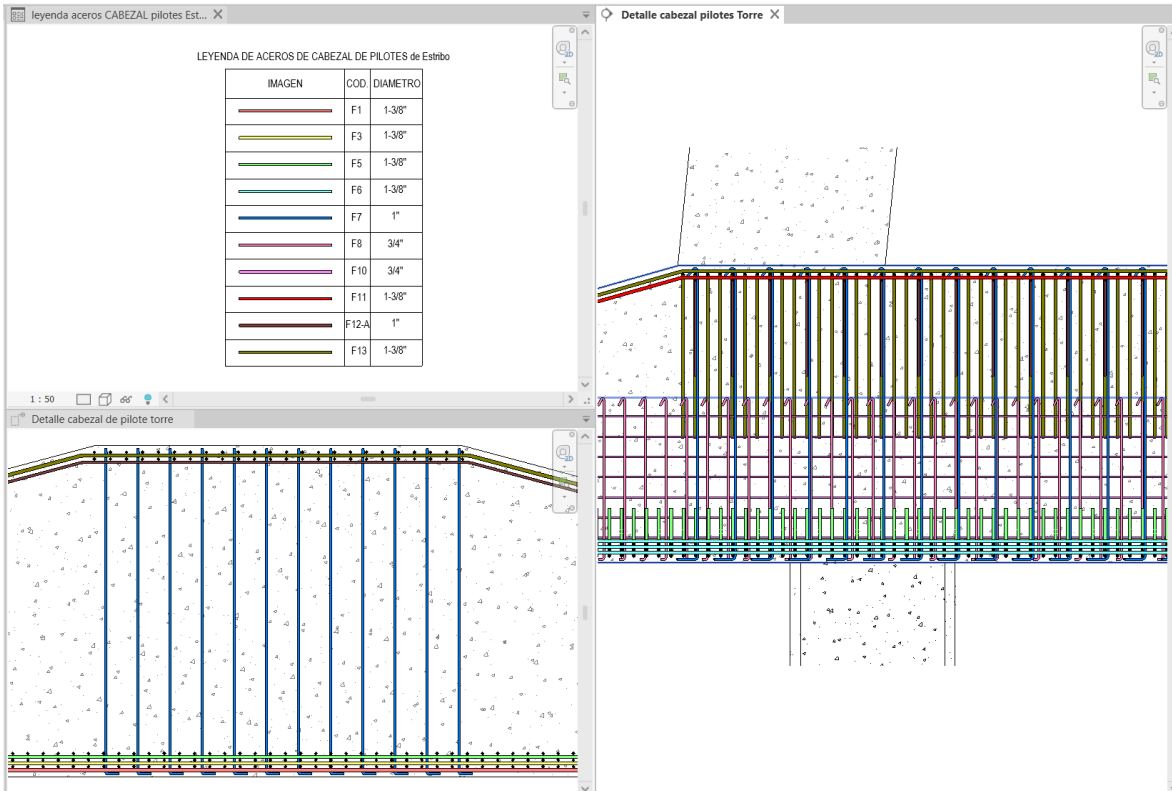 leyenda aceros CABEZAL pilotes Est...
Detalle cabezal pilotes Torre
LEYENDA DE ACEROS DE CABEZAL DE PILOTES de Estribo
IMAGEN COD. DIAMETRO
F1 1-3/8"
F3 1-3/8"
F5 1-3/8"
F6 1-3/8"
F7 1"
F8 3/4"
F10 3/4"
F11 1-3/8"
F12-A 1"
F13 1-3/8"
1 : 50
Detalle cabezal de pilote torre